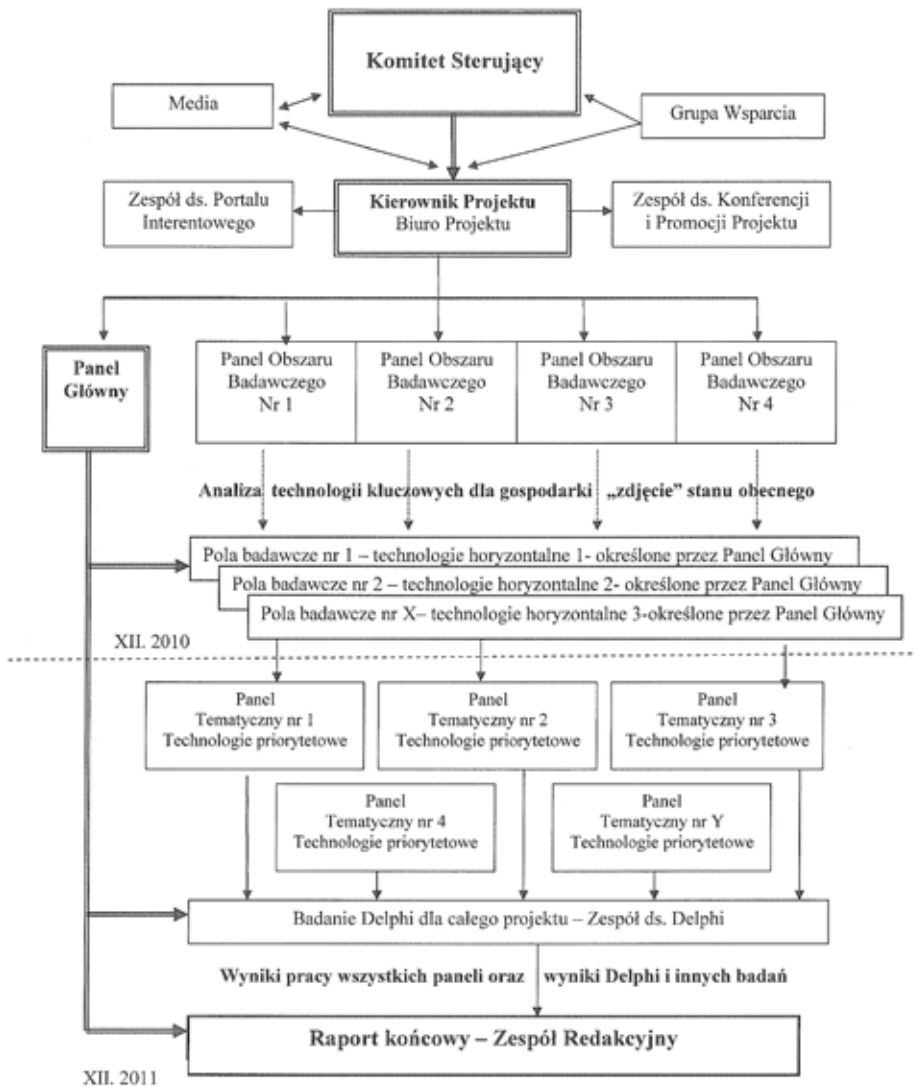 Komitet Sterujący
Media
Grupa Wsparcia
Zespół ds. Portalu
Interentowego
Kierownik Projektu
Biuro Projektu
Zespół ds. Konferencji
i Promocji Projektu
Panel
Główny
Panel Obszaru
Badawczego
Nr 1
Panel Obszaru
Badawczego
Nr 2
Panel Obszaru
Badawczego
Nr 3
Panel Obszaru
Badawczego
Nr 4
Analiza technologii kluczowych dla gospodarki „zdjęcie” stanu obecnego
Pola badawcze nr 1 – technologie horyzontalne 1- określone przez Panel Główny
Pola badawcze nr 2 – technologie horyzontalne 2- określone przez Panel Główny
Pola badawcze nr X– technologie horyzontalne 3-określone przez Panel Główny
XII. 2010
Panel
Tematyczny nr 1
Technologie priorytetowe
Panel
Tematyczny nr 2
Technologie priorytetowe
Panel
Tematyczny nr 3
Technologie priorytetowe
Panel
Tematyczny nr 4
Technologie priorytetowe
Panel
Tematyczny nr Y
Technologie priorytetowe
Badanie Delphi dla całego projektu – Zespół ds. Delphi
Wyniki pracy wszystkich paneli oraz wyniki Delphi i innych badań
Raport końcowy – Zespół Redakcyjny
XII. 2011